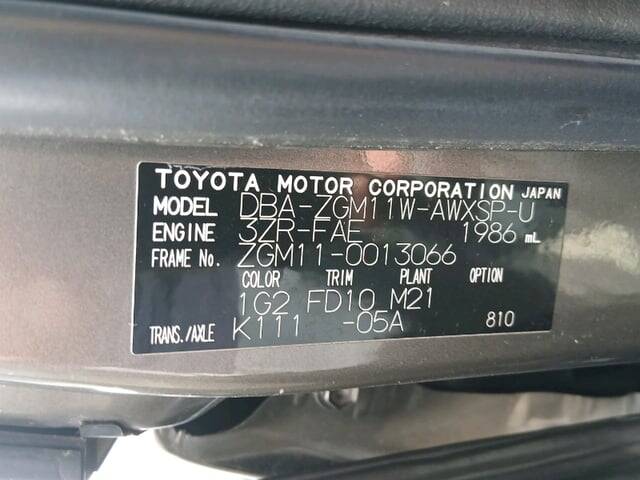 TOYOTA MOTOR CORPORATION JAPAN
MODEL DBA-ZGM11W-AWXSP-U
ENGINE 3ZR-FAE 1986 mL
FRAME No. ZGM11-0013066
COLOR TRIM PLANT OPTION
1G2 FD10 M21
TRANS./AXLE K111 -05A 810